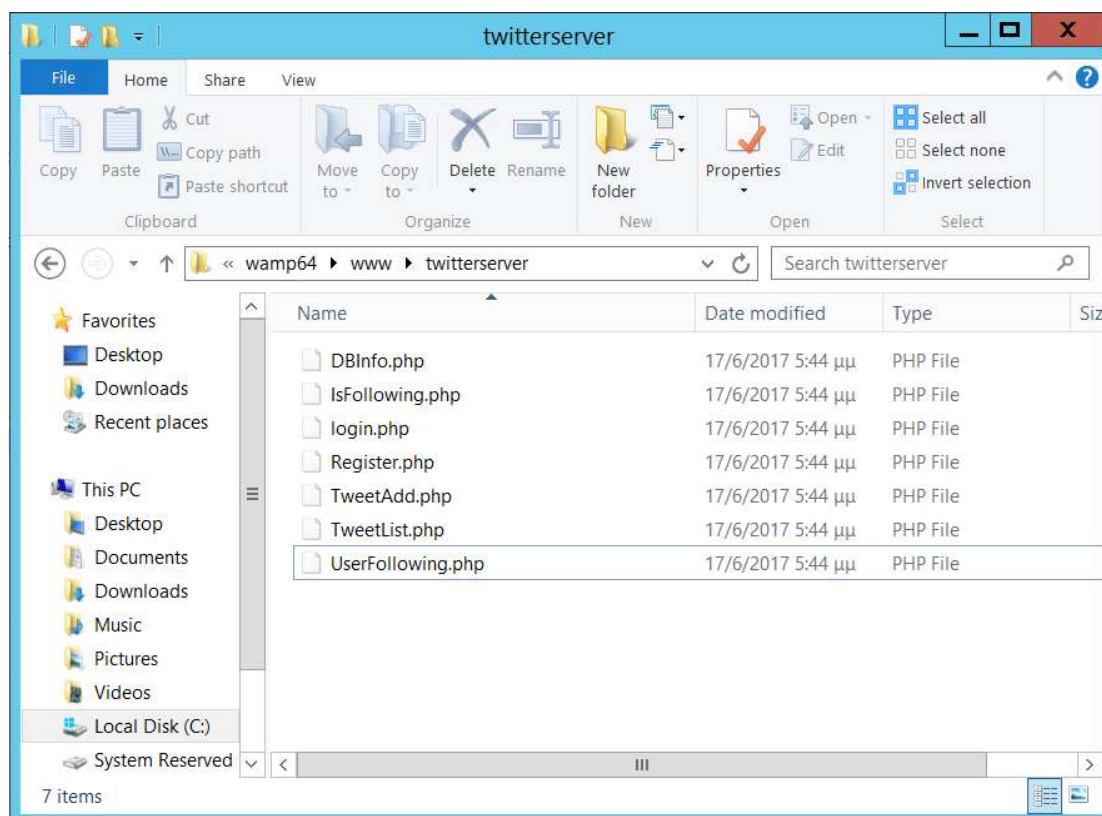 twitterserver
File Home Share View
Copy
Paste
Cut
Copy path
Paste shortcut
Clipboard
Move to
Copy to
Delete
Rename
Organize
New folder
New
Properties
Open
Edit
Open
Select all
Select none
Invert selection
Select
« wamp64 www twitterserver
Search twitterserver
Favorites
Desktop
Downloads
Recent places
This PC
Desktop
Documents
Downloads
Music
Pictures
Videos
Local Disk (C:)
System Reserved
Name Date modified Type Siz
DBInfo.php 17/6/2017 5:44 μμ PHP File
IsFollowing.php 17/6/2017 5:44 μμ PHP File
login.php 17/6/2017 5:44 μμ PHP File
Register.php 17/6/2017 5:44 μμ PHP File
TweetAdd.php 17/6/2017 5:44 μμ PHP File
TweetList.php 17/6/2017 5:44 μμ PHP File
UserFollowing.php 17/6/2017 5:44 μμ PHP File
7 items